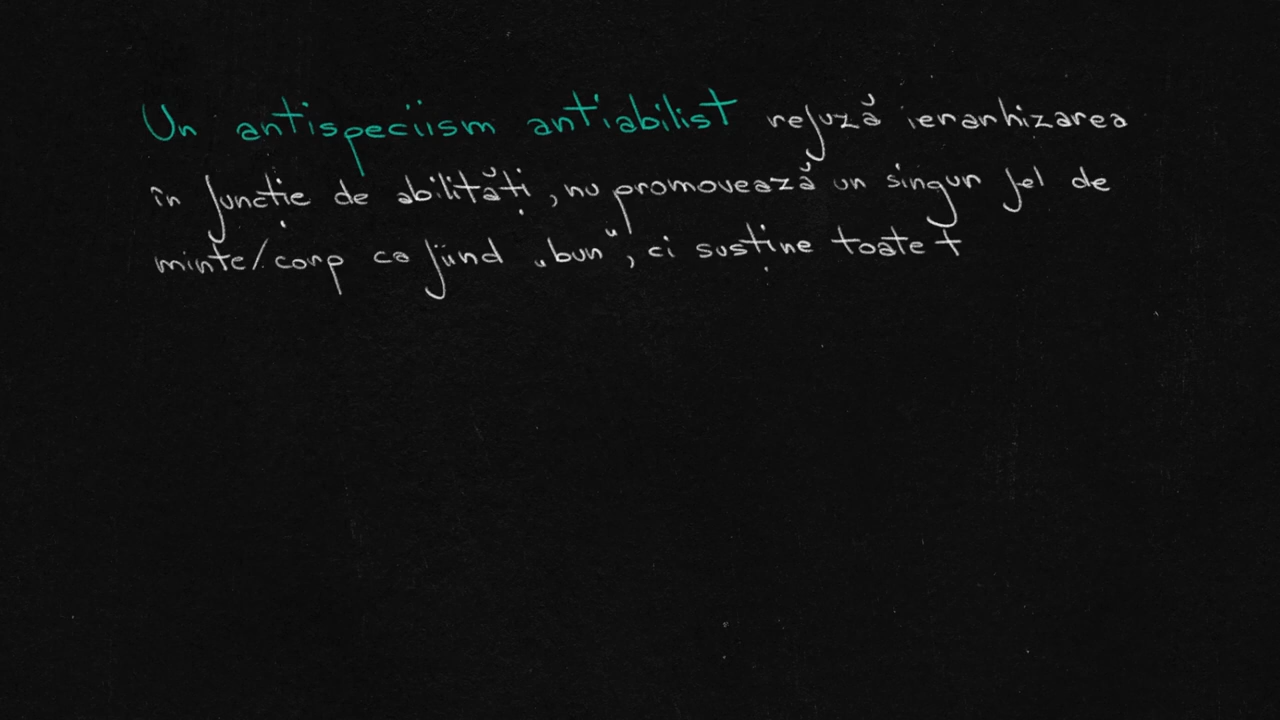 Un antispeciism antiabilist refuză ierarhizarea
în funcție de abilități, nu promovează un singur fel de
minte/corp ca fiind „bun”, ci susține toate t